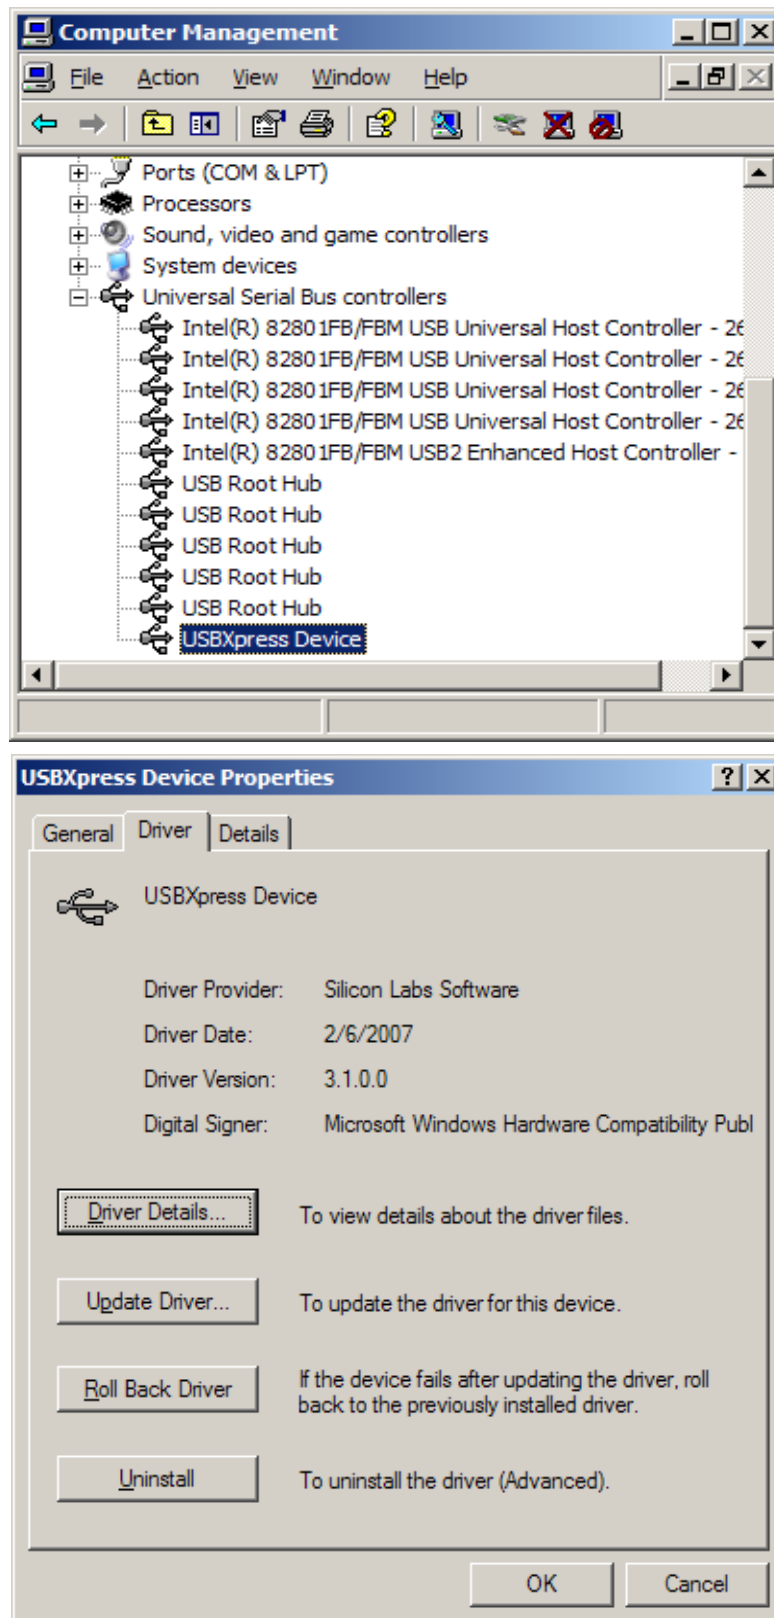 Computer Management
File Action View Window Help
Ports (COM & LPT)
Processors
Sound, video and game controllers
System devices
Universal Serial Bus controllers
Intel(R) 82801FB/FBM USB Universal Host Controller - 26
Intel(R) 82801FB/FBM USB Universal Host Controller - 26
Intel(R) 82801FB/FBM USB Universal Host Controller - 26
Intel(R) 82801FB/FBM USB Universal Host Controller - 26
Intel(R) 82801FB/FBM USB2 Enhanced Host Controller -
USB Root Hub
USB Root Hub
USB Root Hub
USB Root Hub
USB Root Hub
USBXpress Device
USBXpress Device Properties
General Driver Details
USBXpress Device
Driver Provider: Silicon Labs Software
Driver Date: 2/6/2007
Driver Version: 3.1.0.0
Digital Signer: Microsoft Windows Hardware Compatibility Publ
Driver Details... To view details about the driver files.
Update Driver... To update the driver for this device.
Roll Back Driver If the device fails after updating the driver, roll
back to the previously installed driver.
Uninstall To uninstall the driver (Advanced).
OK Cancel